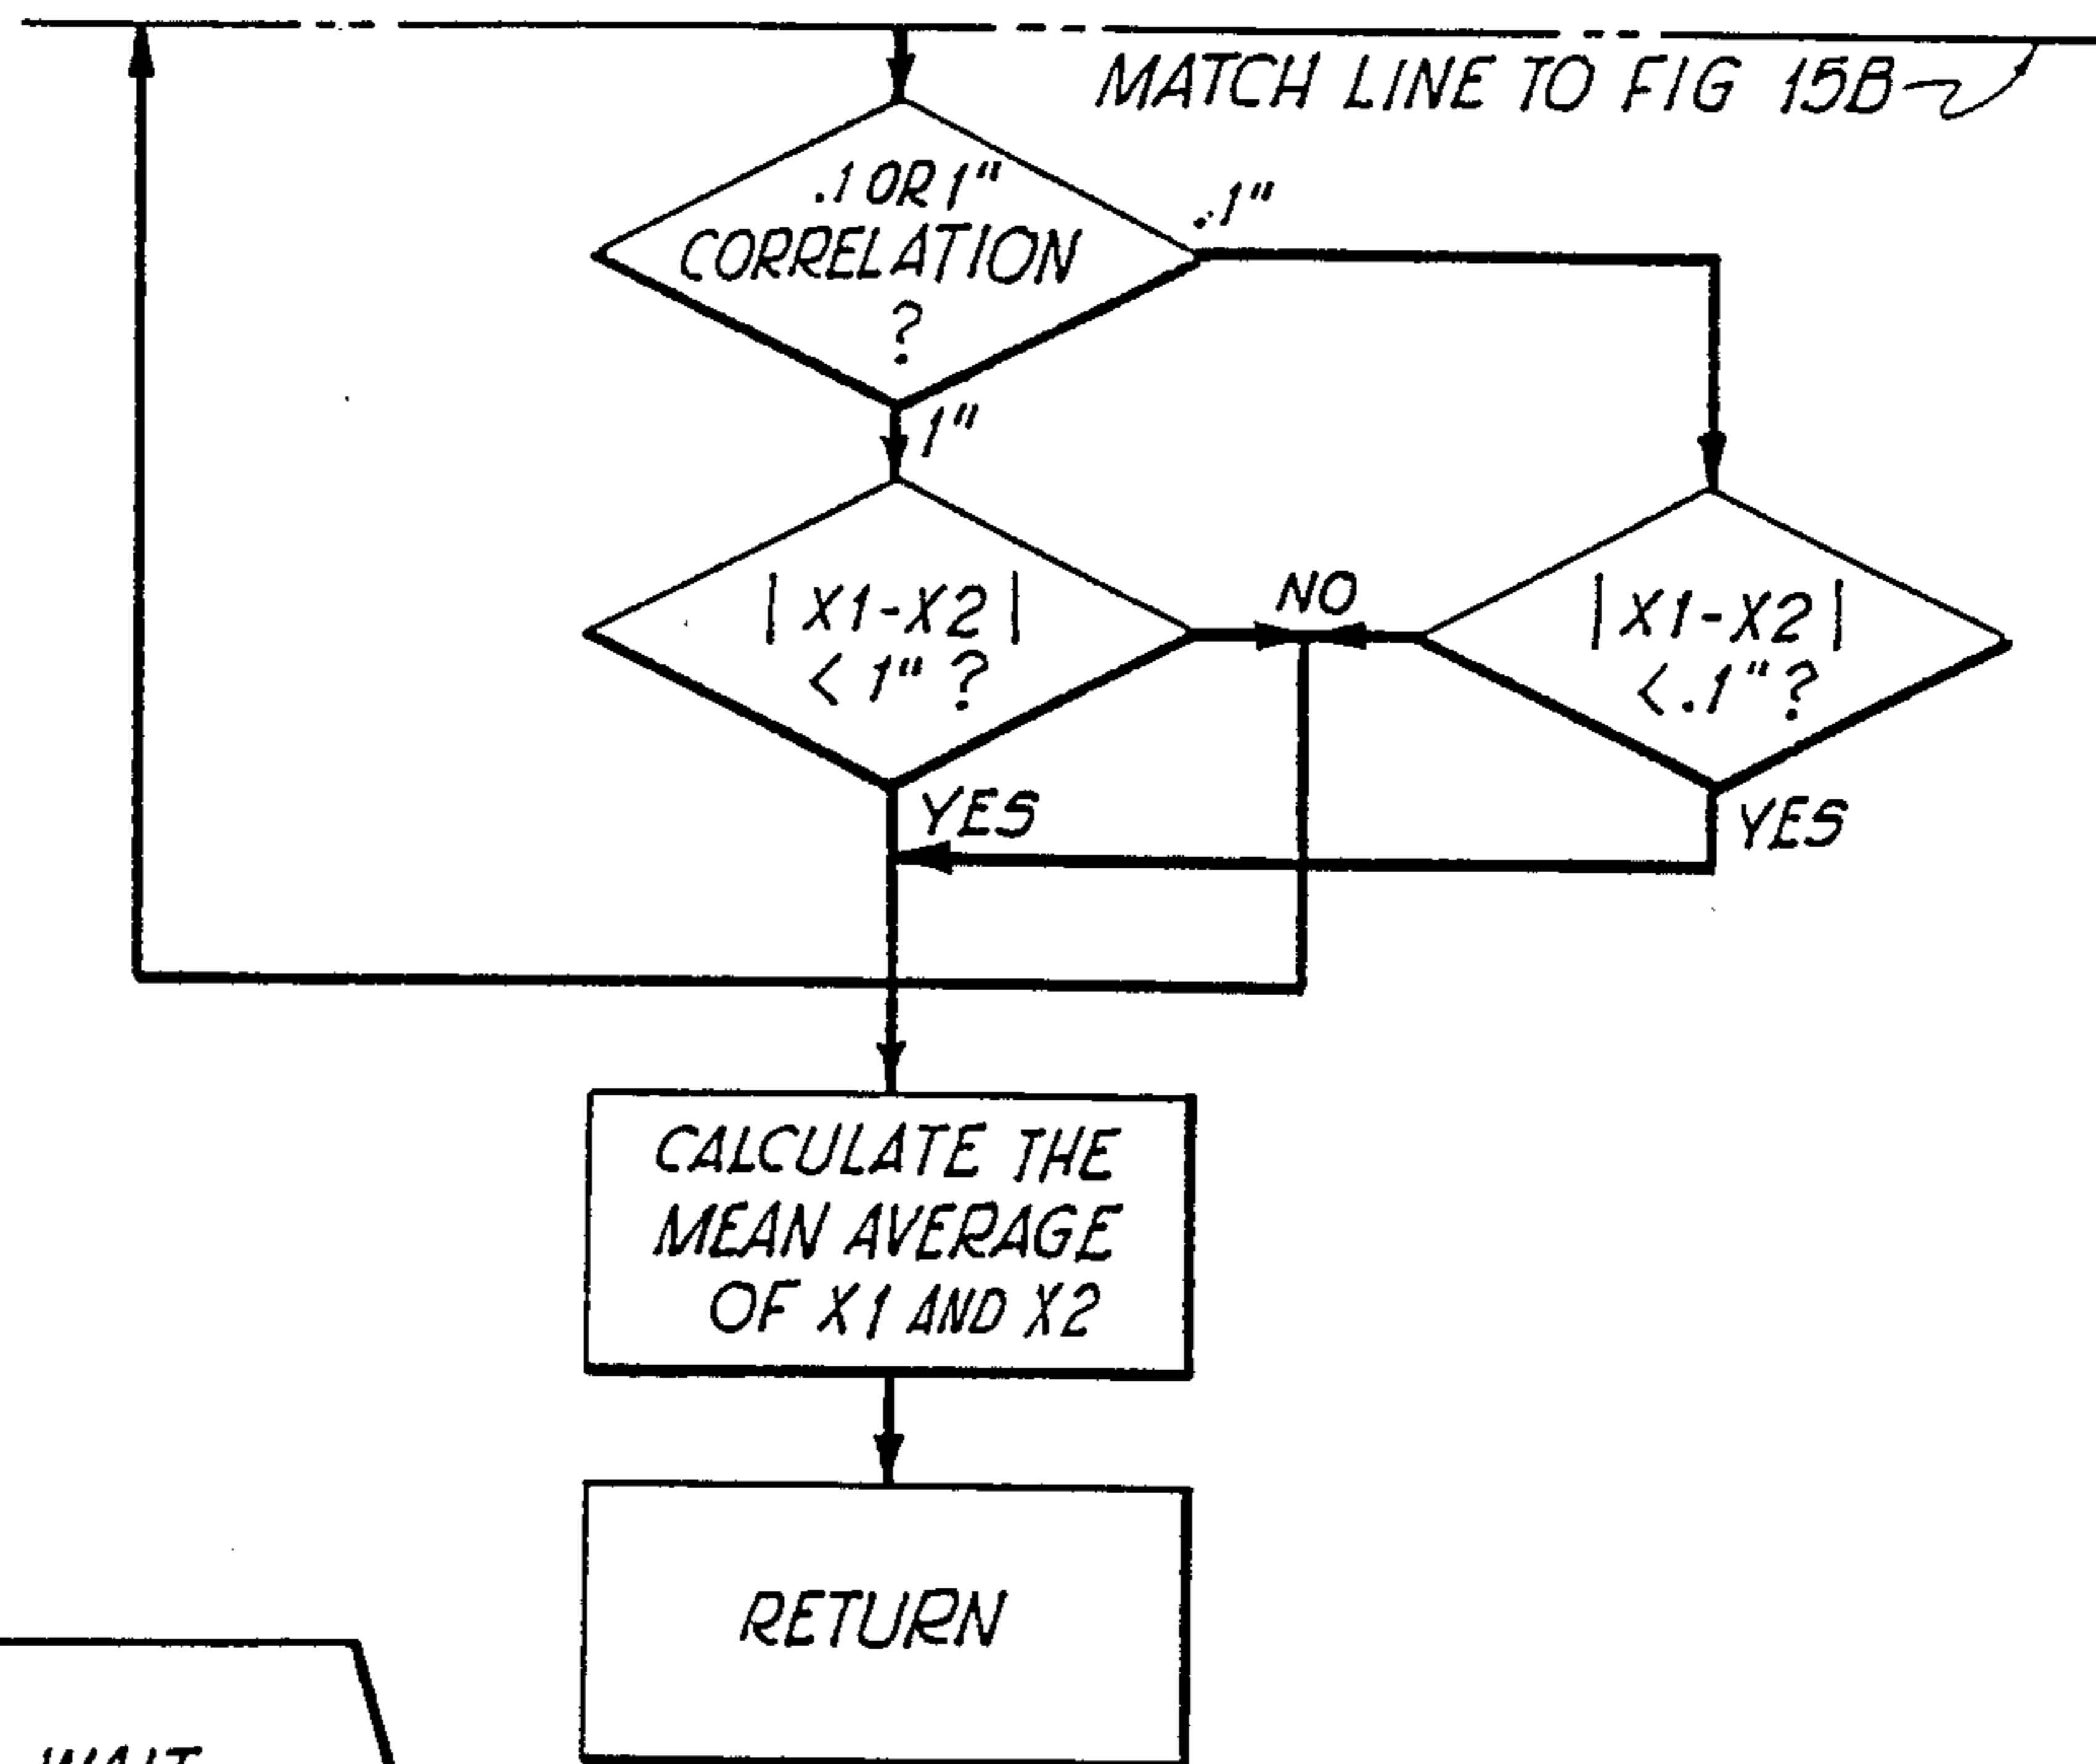 MATCH LINE TO FIG 15B
.1 OR 1"
CORRELATION
?
.1"
1"
|X1-X2|
< 1" ?
NO
|X1-X2|
< .1" ?
YES
YES
CALCULATE THE
MEAN AVERAGE
OF X1 AND X2
RETURN
WAIT